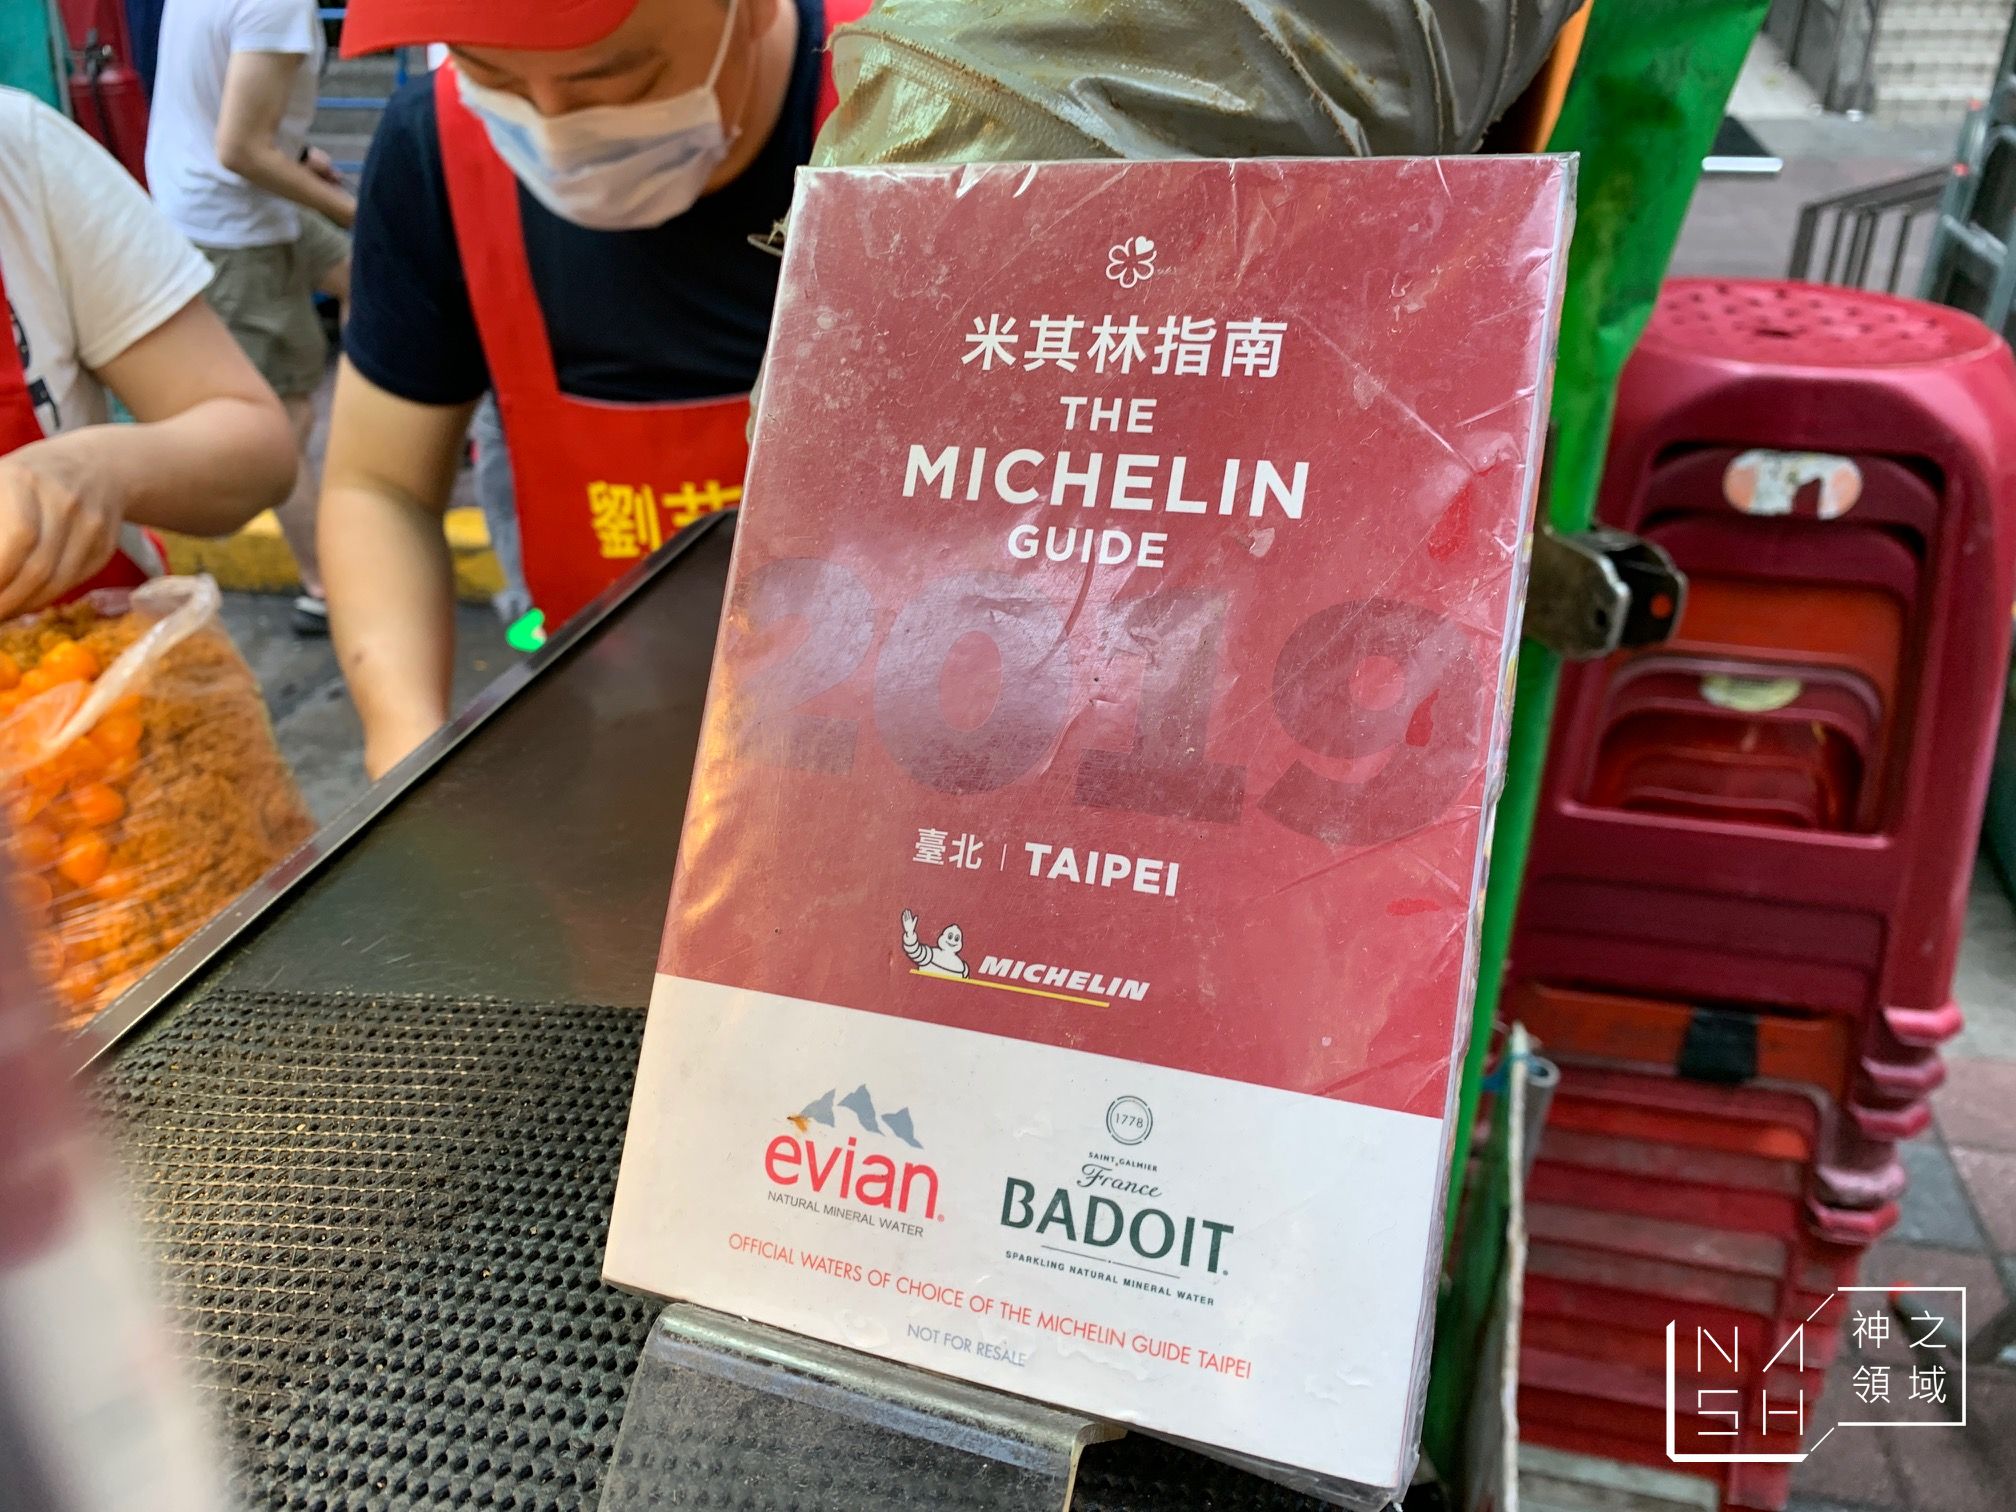 米其林指南
THE
MICHELIN
GUIDE
2019
臺北 | TAIPEI
MICHELIN
evian®
NATURAL MINERAL WATER
1778
SAINT-GALMIER
France
BADOIT.
SPARKLING NATURAL MINERAL WATER
OFFICIAL WATERS OF CHOICE OF THE MICHELIN GUIDE TAIPEI
NOT FOR RESALE
劉
NASH
神之
領域